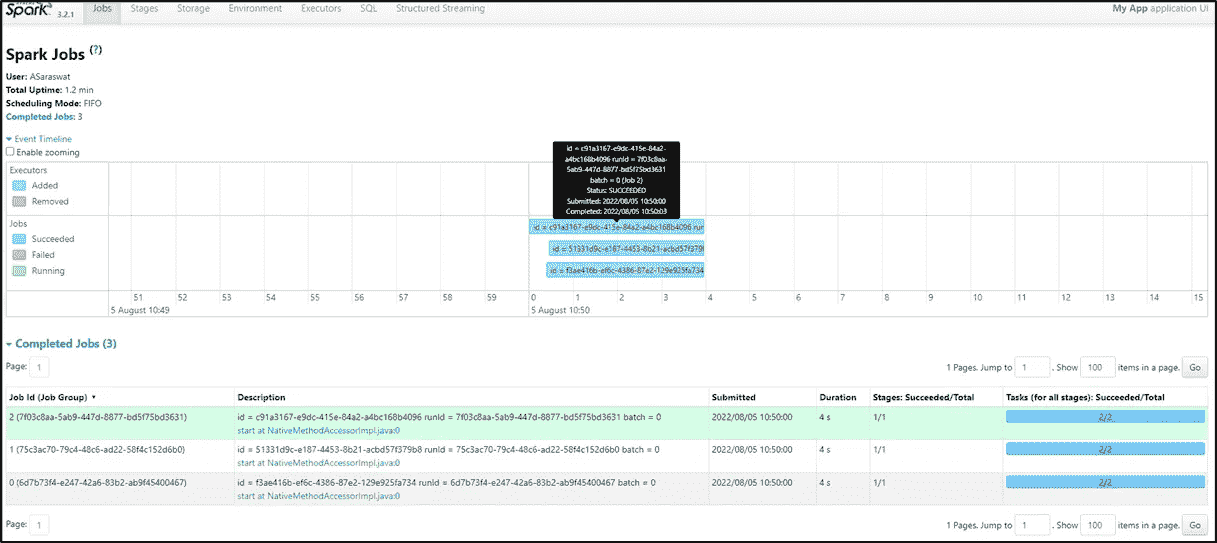 Spark 3.2.1 Jobs Stages Storage Environment Executors SQL Structured Streaming My App application UI
Spark Jobs (?)
User: ASaraswat
Total Uptime: 1.2 min
Scheduling Mode: FIFO
Completed Jobs: 3
Event Timeline
Enable zooming
Executors
Added
Removed
Jobs
Succeeded
Failed
Running
id = c91a3167-e9dc-415e-84a2-
a4bc168b4096 runId = 7f03c8aa-
5ab9-447d-8877-bd5f75bd3631
batch = 0 (Job 2)
Status: SUCCEEDED
Submitted: 2022/08/05 10:50:00
Completed: 2022/08/05 10:50:03
id = c91a3167-e9dc-415e-84a2-a4bc168b4096 run
id = 51331d9c-e187-4453-8b21-acbd57f379b
id = f3ae416b-ef6c-4386-87e2-129e925fa734
51 52 53 54 55 56 57 58 59 0 1 2 3 4 5 6 7 8 9 10 11 12 13 14 15
5 August 10:49 5 August 10:50
Completed Jobs (3)
Page: 1 1 Pages. Jump to 1 . Show 100 items in a page. Go
Job Id (Job Group) ▾ Description Submitted Duration Stages: Succeeded/Total Tasks (for all stages): Succeeded/Total
2 (7f03c8aa-5ab9-447d-8877-bd5f75bd3631) id = c91a3167-e9dc-415e-84a2-a4bc168b4096 runId = 7f03c8aa-5ab9-447d-8877-bd5f75bd3631 batch = 0 2022/08/05 10:50:00 4 s 1/1 2/2
start at NativeMethodAccessorImpl.java:0
1 (75c3ac70-79c4-48c6-ad22-58f4c152d6b0) id = 51331d9c-e187-4453-8b21-acbd57f379b8 runId = 75c3ac70-79c4-48c6-ad22-58f4c152d6b0 batch = 0 2022/08/05 10:50:00 4 s 1/1 2/2
start at NativeMethodAccessorImpl.java:0
0 (6d7b73f4-e247-42a6-83b2-ab9f45400467) id = f3ae416b-ef6c-4386-87e2-129e925fa734 runId = 6d7b73f4-e247-42a6-83b2-ab9f45400467 batch = 0 2022/08/05 10:50:00 4 s 1/1 2/2
start at NativeMethodAccessorImpl.java:0
Page: 1 1 Pages. Jump to 1 . Show 100 items in a page. Go